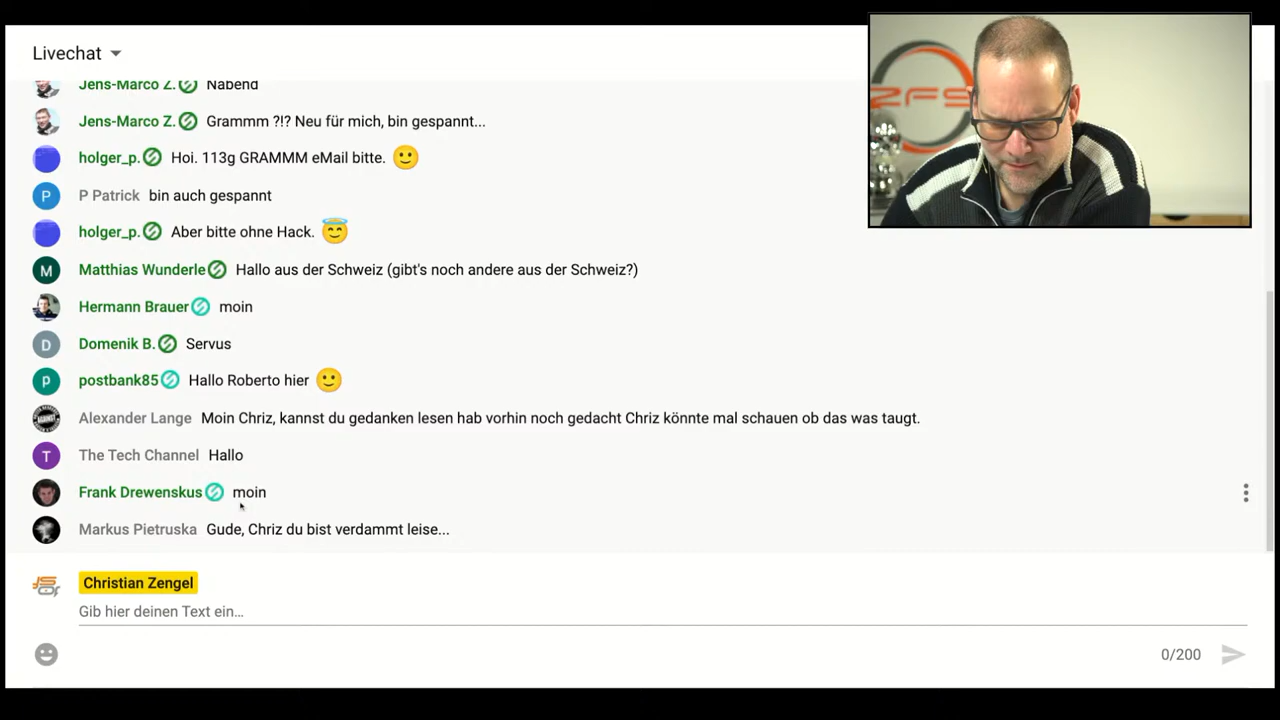 Livechat
Jens-Marco Z. Nabend
Jens-Marco Z. Grammm ?!? Neu für mich, bin gespannt...
holger_p. Hoi. 113g GRAMMM eMail bitte.
P P Patrick bin auch gespannt
holger_p. Aber bitte ohne Hack.
M Matthias Wunderle Hallo aus der Schweiz (gibt's noch andere aus der Schweiz?)
Hermann Brauer moin
D Domenik B. Servus
p postbank85 Hallo Roberto hier
Alexander Lange Moin Chriz, kannst du gedanken lesen hab vorhin noch gedacht Chriz könnte mal schauen ob das was taugt.
T The Tech Channel Hallo
Frank Drewenskus moin
Markus Pietruska Gude, Chriz du bist verdammt leise...
Christian Zengel
Gib hier deinen Text ein...
0/200
ZFS